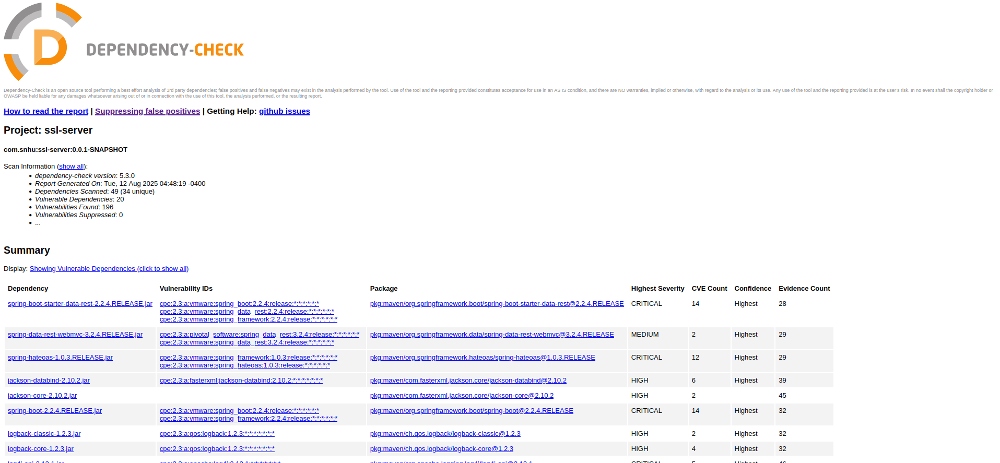 D
DEPENDENCY-CHECK
Dependency-Check is an open source tool performing a best effort analysis of 3rd party dependencies; false positives and false negatives may exist in the analysis performed by the tool. Use of the tool and the reporting provided constitutes acceptance for use in an AS IS condition, and there are NO warranties, implied or otherwise, with regard to the analysis or its use. Any use of the tool and the reporting provided is at the user's risk. In no event shall the copyright holder or
OWASP be held liable for any damages whatsoever arising out of or in connection with the use of this tool, the analysis performed, or the resulting report.
How to read the report | Suppressing false positives | Getting Help: github issues
Project: ssl-server
com.snhu:ssl-server:0.0.1-SNAPSHOT
Scan Information (show all):
• dependency-check version: 5.3.0
• Report Generated On: Tue, 12 Aug 2025 04:48:19 -0400
• Dependencies Scanned: 49 (34 unique)
• Vulnerable Dependencies: 20
• Vulnerabilities Found: 196
• Vulnerabilities Suppressed: 0
• ...
Summary
Display: Showing Vulnerable Dependencies (click to show all)
Dependency Vulnerability IDs Package Highest Severity CVE Count Confidence Evidence Count
spring-boot-starter-data-rest-2.2.4.RELEASE.jar cpe:2.3:a:vmware:spring_boot:2.2.4:release:*:*:*:*:*:* pkg:maven/org.springframework.boot/spring-boot-starter-data-rest@2.2.4.RELEASE CRITICAL 14 Highest 28
cpe:2.3:a:vmware:spring_data_rest:2.2.4:release:*:*:*:*:*:*
cpe:2.3:a:vmware:spring_framework:2.2.4:release:*:*:*:*:*:*
spring-data-rest-webmvc-3.2.4.RELEASE.jar cpe:2.3:a:pivotal_software:spring_data_rest:3.2.4:release:*:*:*:*:*:* pkg:maven/org.springframework.data/spring-data-rest-webmvc@3.2.4.RELEASE MEDIUM 2 Highest 29
cpe:2.3:a:vmware:spring_data_rest:3.2.4:release:*:*:*:*:*:*
spring-hateoas-1.0.3.RELEASE.jar cpe:2.3:a:vmware:spring_framework:1.0.3:release:*:*:*:*:*:* pkg:maven/org.springframework.hateoas/spring-hateoas@1.0.3.RELEASE CRITICAL 12 Highest 29
cpe:2.3:a:vmware:spring_hateoas:1.0.3:release:*:*:*:*:*:*
jackson-databind-2.10.2.jar cpe:2.3:a:fasterxml:jackson-databind:2.10.2:*:*:*:*:*:*:* pkg:maven/com.fasterxml.jackson.core/jackson-databind@2.10.2 HIGH 6 Highest 39
jackson-core-2.10.2.jar pkg:maven/com.fasterxml.jackson.core/jackson-core@2.10.2 HIGH 2 45
spring-boot-2.2.4.RELEASE.jar cpe:2.3:a:vmware:spring_boot:2.2.4:release:*:*:*:*:*:* pkg:maven/org.springframework.boot/spring-boot@2.2.4.RELEASE CRITICAL 14 Highest 32
cpe:2.3:a:vmware:spring_framework:2.2.4:release:*:*:*:*:*:*
logback-classic-1.2.3.jar cpe:2.3:a:qos:logback:1.2.3:*:*:*:*:*:*:* pkg:maven/ch.qos.logback/logback-classic@1.2.3 HIGH 2 Highest 32
logback-core-1.2.3.jar cpe:2.3:a:qos:logback:1.2.3:*:*:*:*:*:*:* pkg:maven/ch.qos.logback/logback-core@1.2.3 HIGH 4 Highest 32